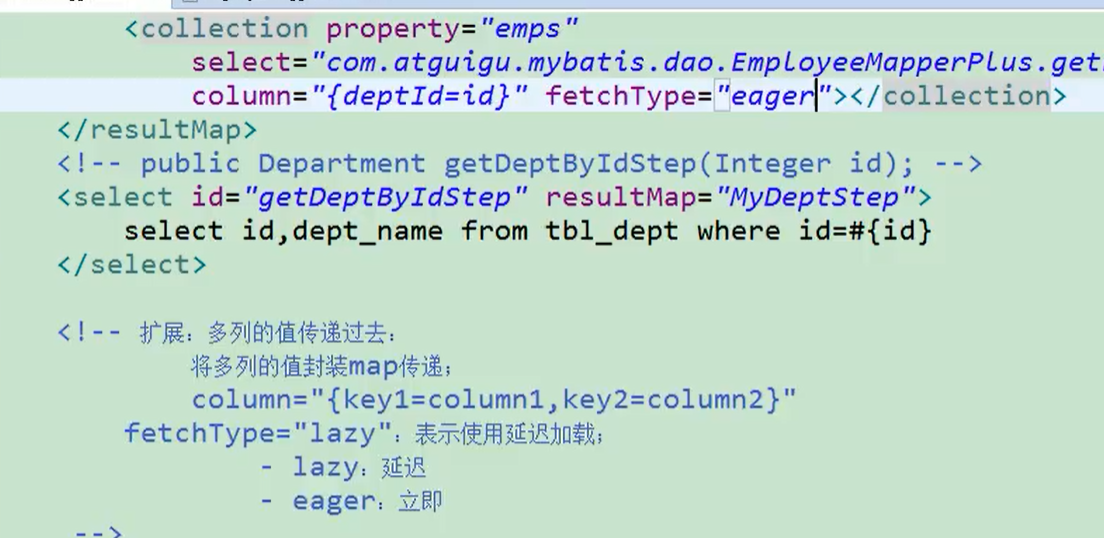 <collection property="emps"
select="com.atguigu.mybatis.dao.EmployeeMapperPlus.get
column="{deptId=id}" fetchType="eager"></collection>
</resultMap>
<!-- public Department getDeptByIdStep(Integer id); -->
<select id="getDeptByIdStep" resultMap="MyDeptStep">
select id,dept_name from tbl_dept where id=#{id}
</select>
<!-- 扩展：多列的值传递过去：
将多列的值封装map传递；
column="{key1=column1,key2=column2}"
fetchType="lazy"：表示使用延迟加载；
- lazy：延迟
- eager：立即
-->